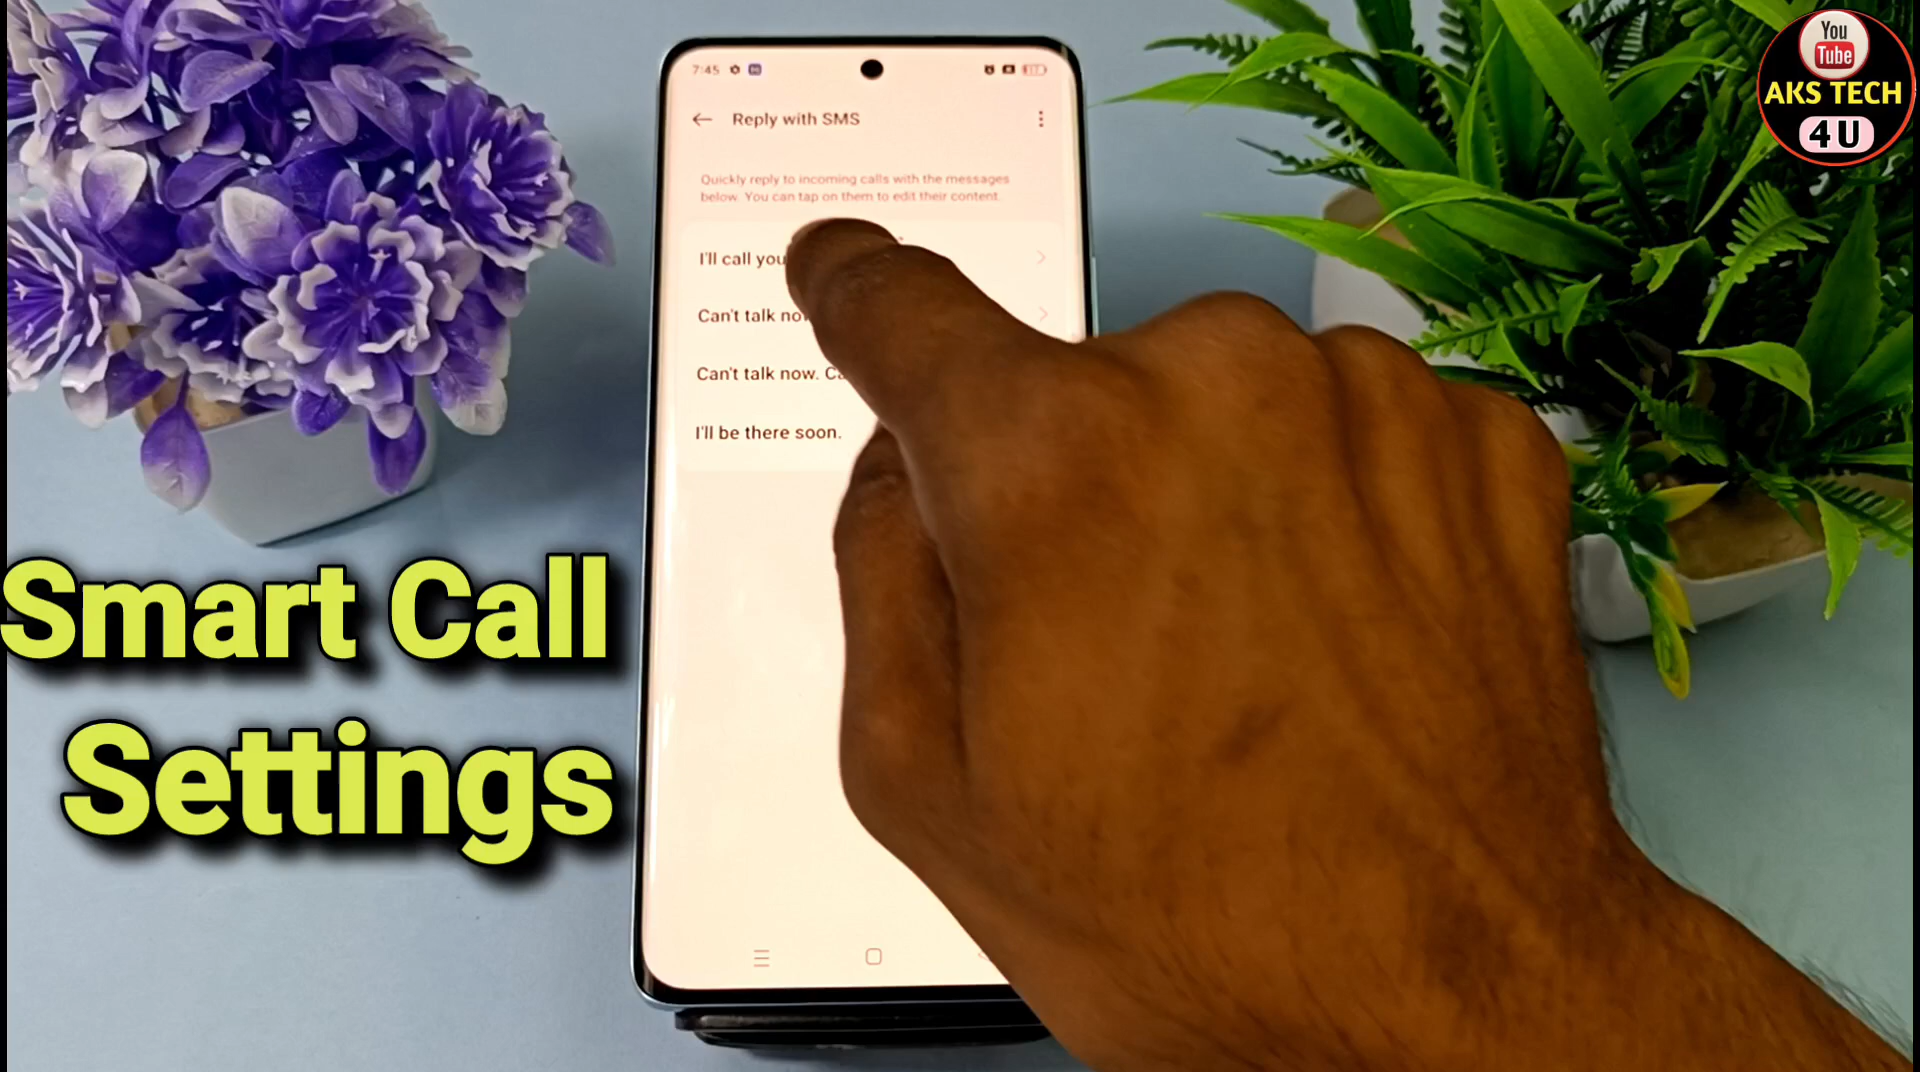 7:45
Reply with SMS
Quickly reply to incoming calls with the messages
below. You can tap on them to edit their content.
I'll call you
Can't talk now
Can't talk now.
I'll be there soon.
Smart Call
Settings
You
Tube
AKS TECH
4U